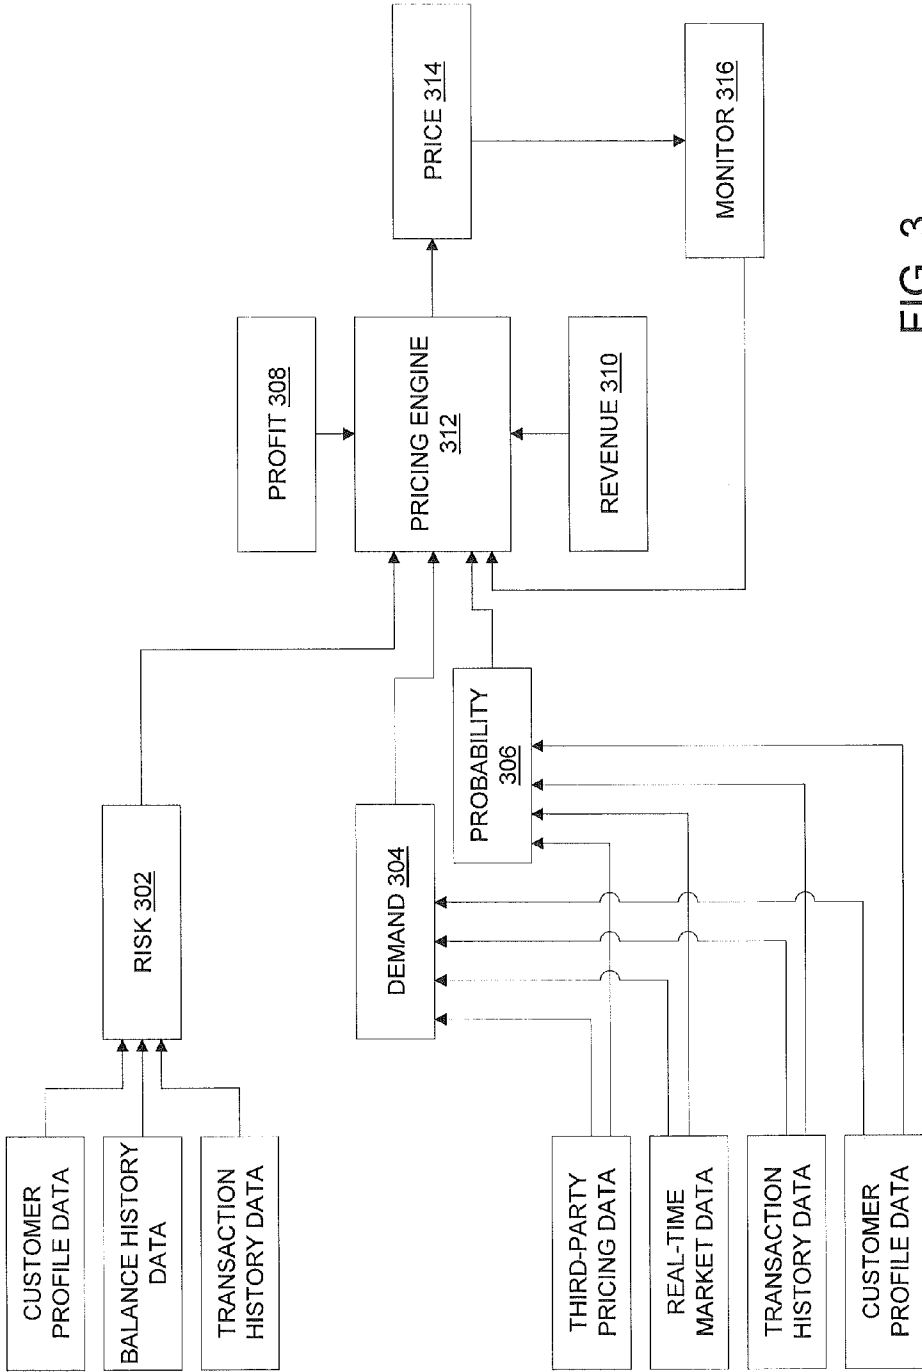 CUSTOMER
PROFILE DATA
BALANCE HISTORY
DATA
TRANSACTION
HISTORY DATA
RISK 302
THIRD-PARTY
PRICING DATA
REAL-TIME
MARKET DATA
TRANSACTION
HISTORY DATA
CUSTOMER
PROFILE DATA
DEMAND 304
PROBABILITY
306
PROFIT 308
PRICING ENGINE
312
REVENUE 310
PRICE 314
MONITOR 316
FIG. 3